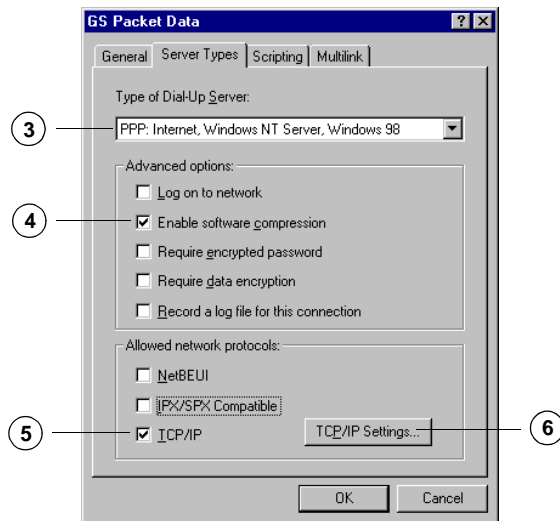 GS Packet Data
General Server Types Scripting Multilink
Type of Dial-Up Server:
3 PPP: Internet, Windows NT Server, Windows 98
Advanced options:
Log on to network
4 Enable software compression
Require encrypted password
Require data encryption
Record a log file for this connection
Allowed network protocols:
NetBEUI
IPX/SPX Compatible
5 TCP/IP TCP/IP Settings... 6
OK Cancel